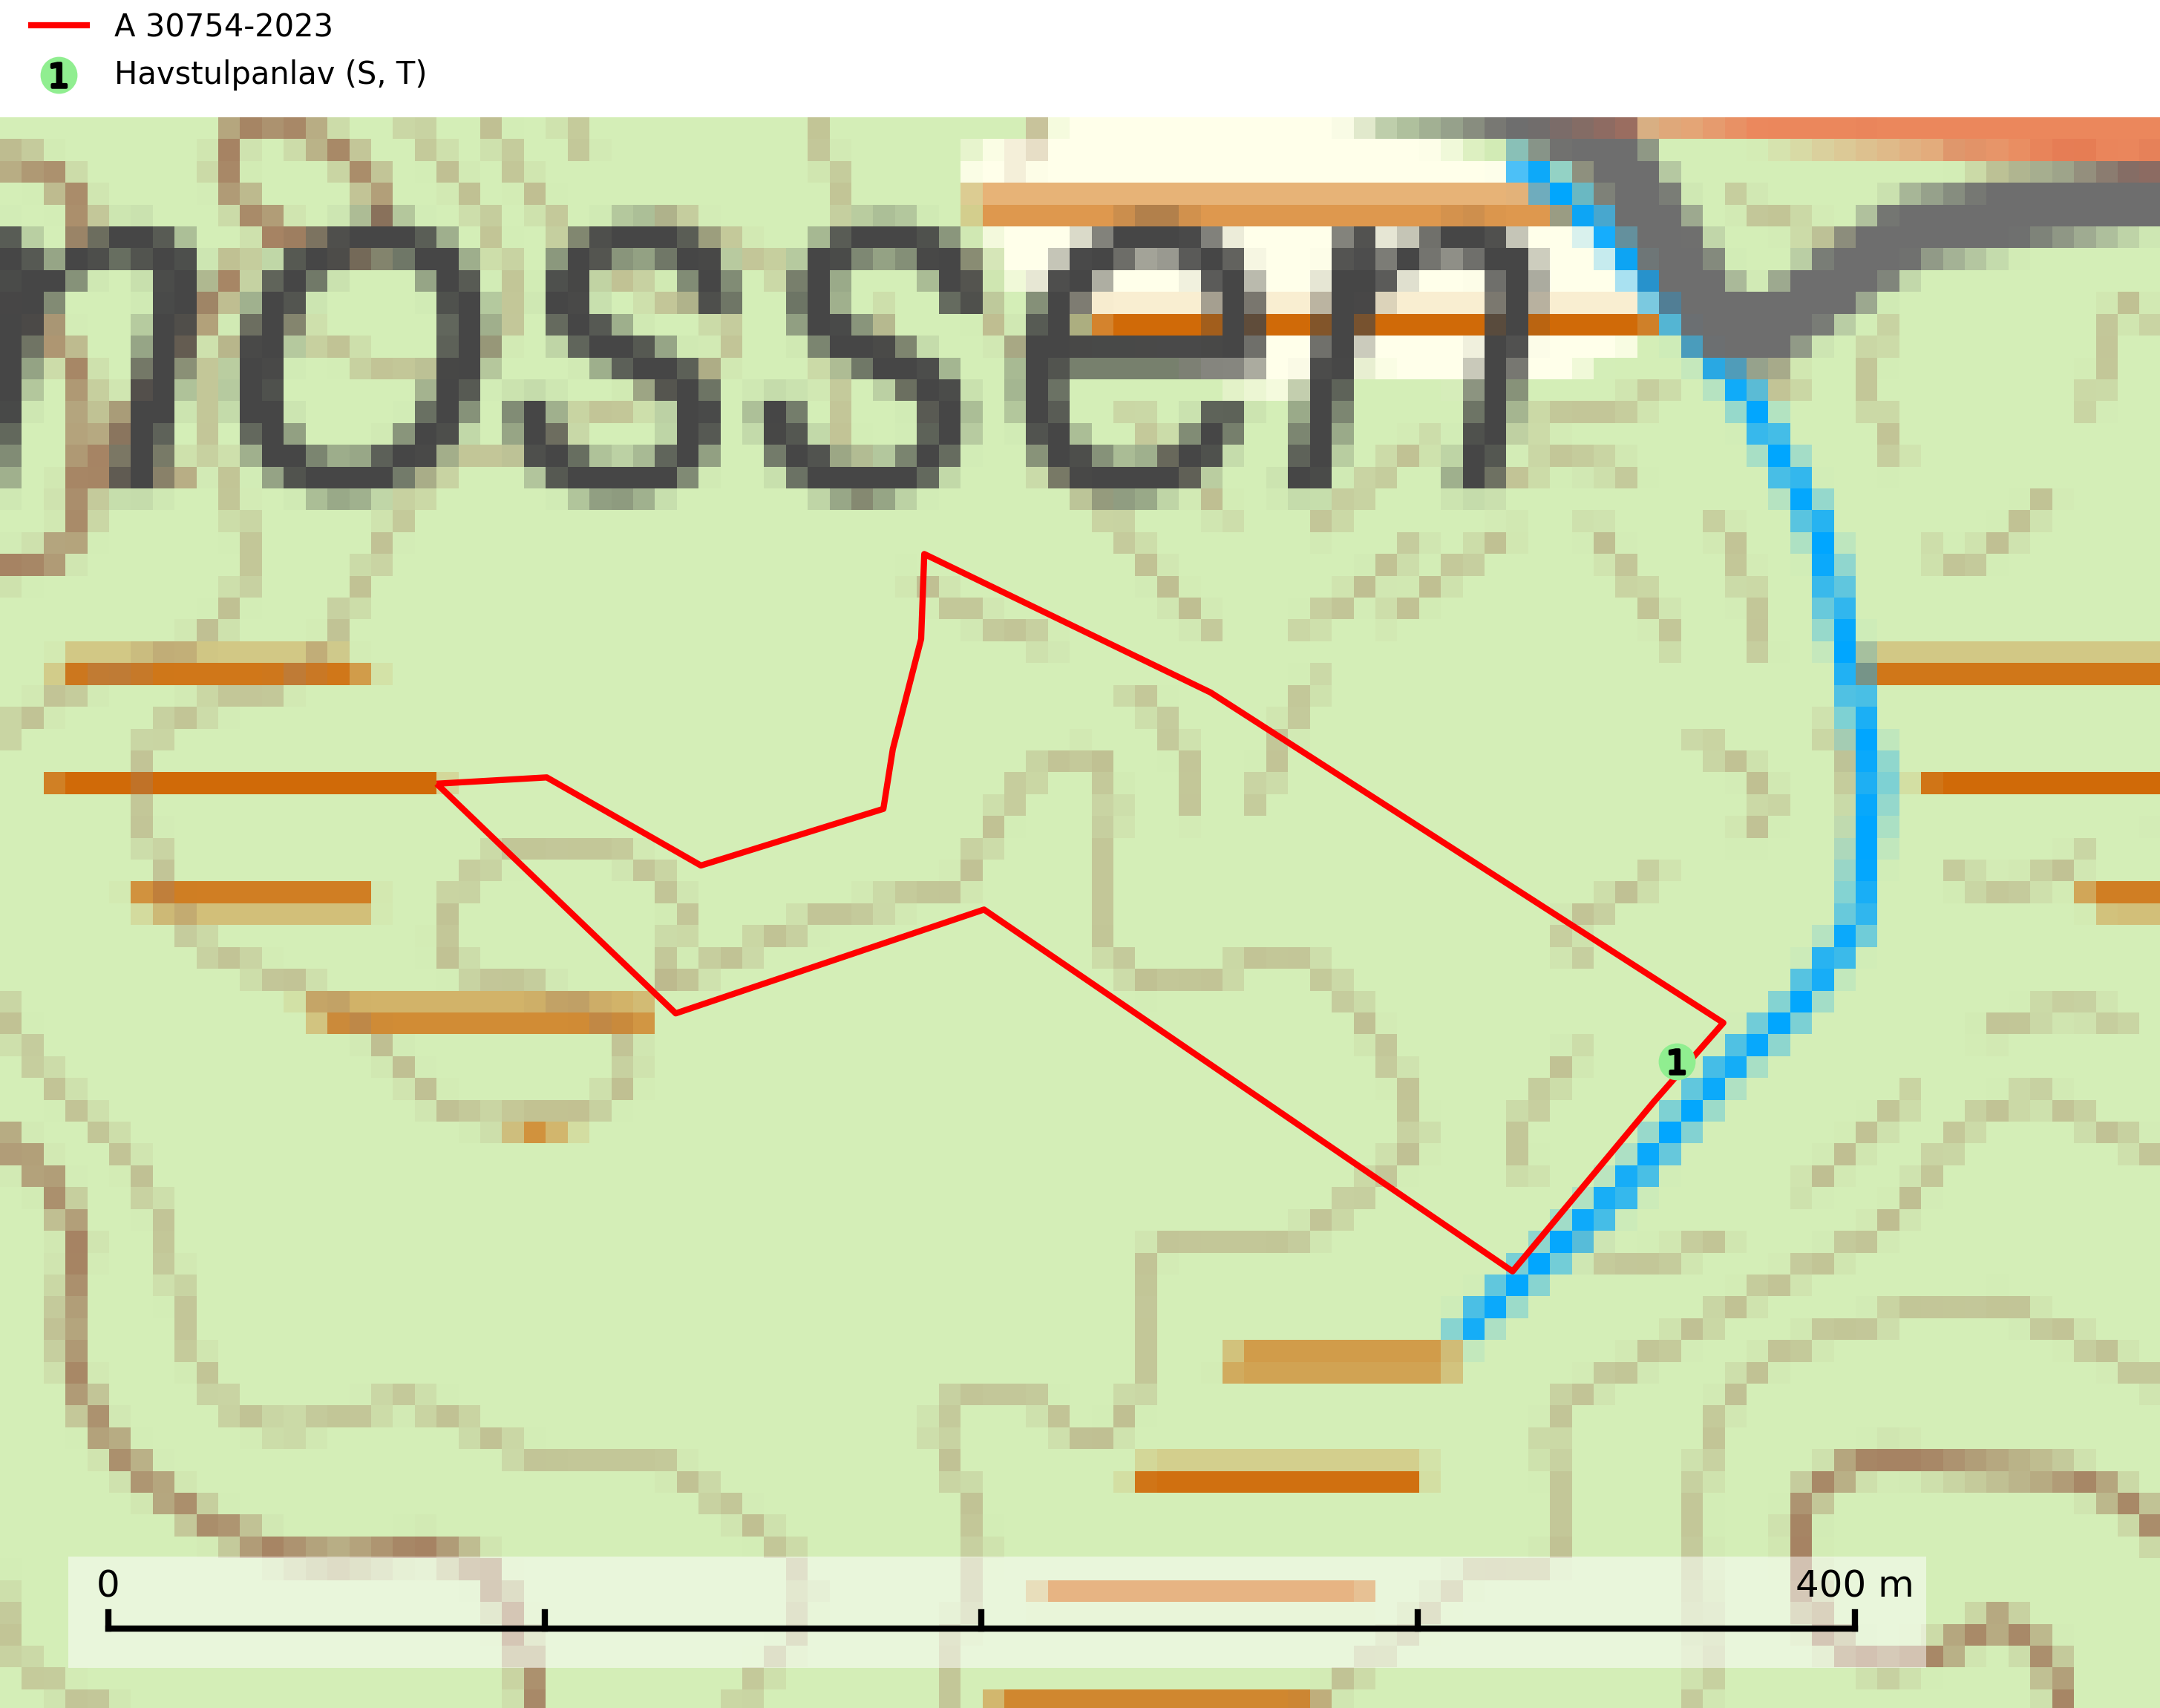 A 30754-2023
1 Havstulpanlav (S, T)
mossen
1
0 400 m